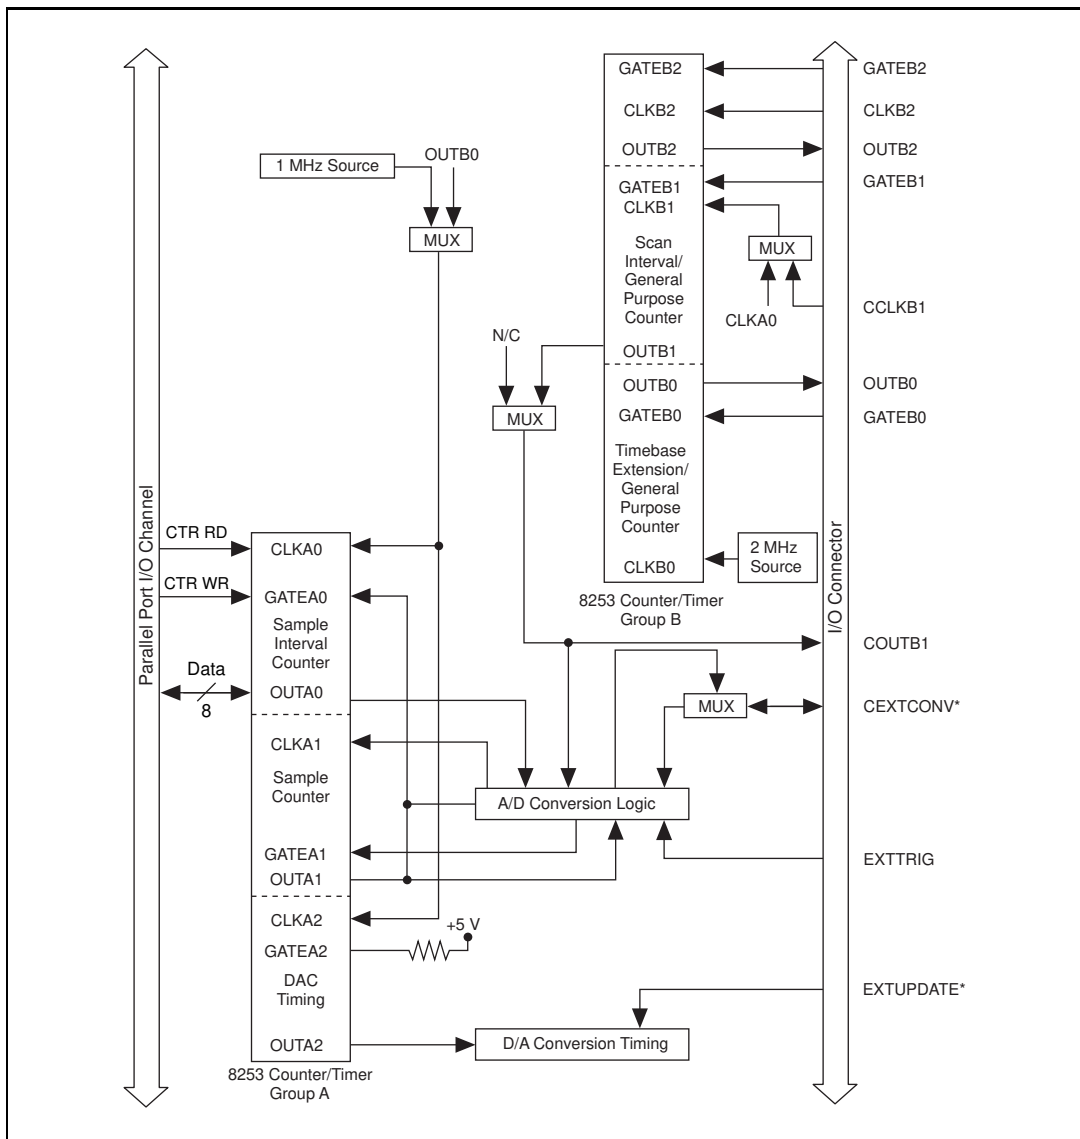 GATEB2
GATEB2
CLKB2
CLKB2
OUTB2
OUTB2
1 MHz Source
OUTB0
GATEB1
GATEB1
CLKB1
MUX
Scan
Interval/
General
Purpose
Counter
MUX
CLKA0
CCLKB1
N/C
OUTB1
OUTB0
OUTB0
MUX
GATEB0
GATEB0
Timebase
Extension/
General
Purpose
Counter
CLKB0
2 MHz
Source
8253 Counter/Timer
Group B
Parallel Port I/O Channel
I/O Connector
CTR RD
CLKA0
CTR WR
GATEA0
Sample
Interval
Counter
COUTB1
Data
8
OUTA0
MUX
CEXTCONV*
CLKA1
Sample
Counter
A/D Conversion Logic
GATEA1
EXTTRIG
OUTA1
CLKA2
+5 V
GATEA2
DAC
Timing
EXTUPDATE*
OUTA2
D/A Conversion Timing
8253 Counter/Timer
Group A